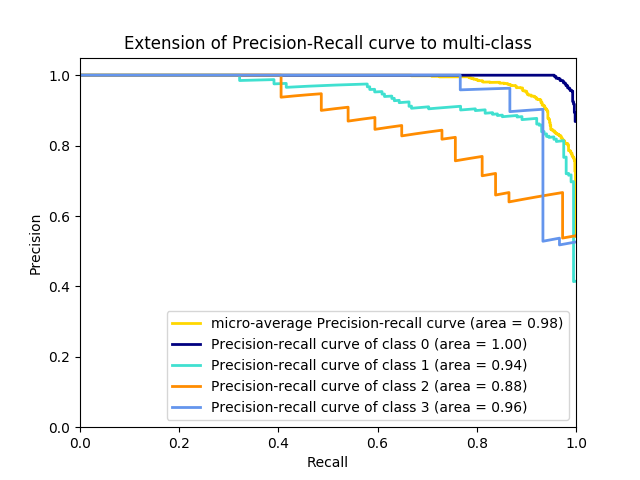 Extension of Precision-Recall curve to multi-class
1.0
0.8
0.6
0.4
0.2
0.0
Precision
micro-average Precision-recall curve (area = 0.98)
Precision-recall curve of class 0 (area = 1.00)
Precision-recall curve of class 1 (area = 0.94)
Precision-recall curve of class 2 (area = 0.88)
Precision-recall curve of class 3 (area = 0.96)
0.0 0.2 0.4 0.6 0.8 1.0
Recall